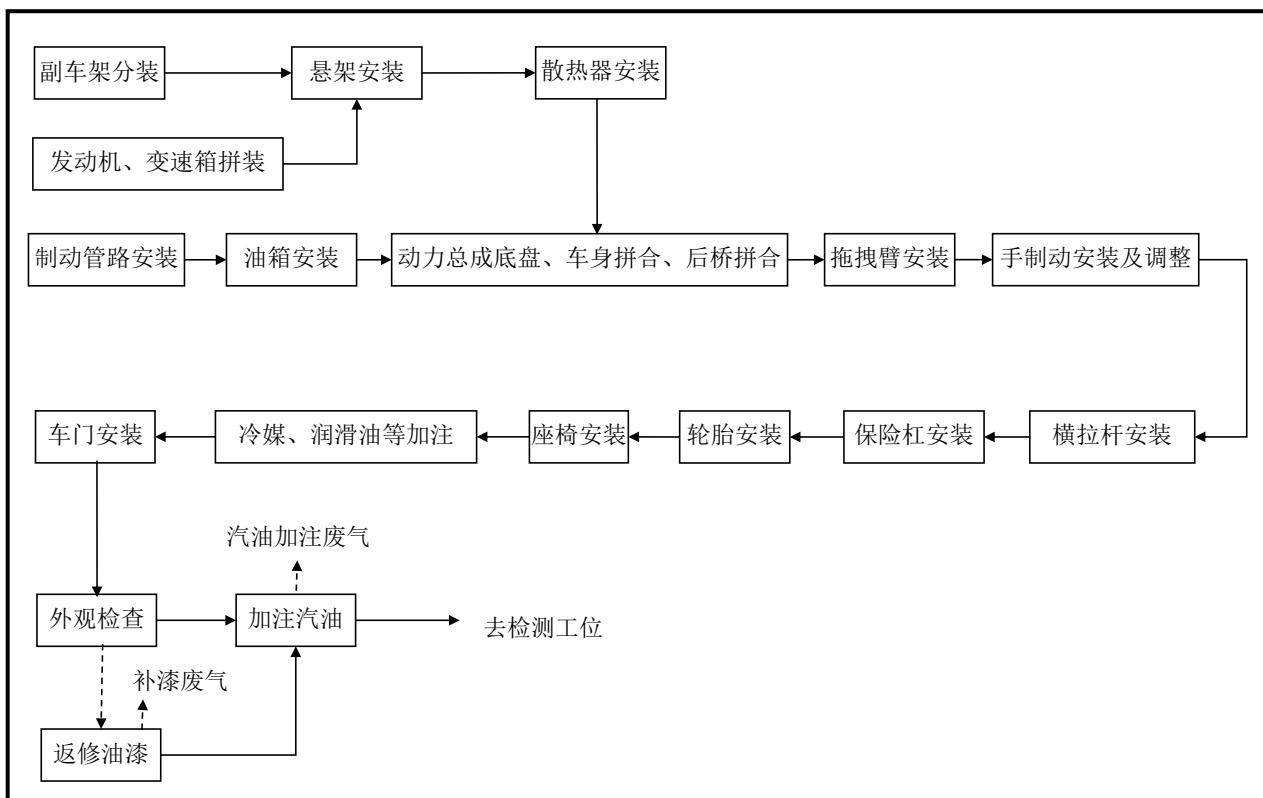 副车架分装
悬架安装
散热器安装
发动机、变速箱拼装
制动管路安装
油箱安装
动力总成底盘、车身拼合、后桥拼合
拖拽臂安装
手制动安装及调整
车门安装
冷媒、润滑油等加注
座椅安装
轮胎安装
保险杠安装
横拉杆安装
汽油加注废气
外观检查
加注汽油
去检测工位
补漆废气
返修油漆